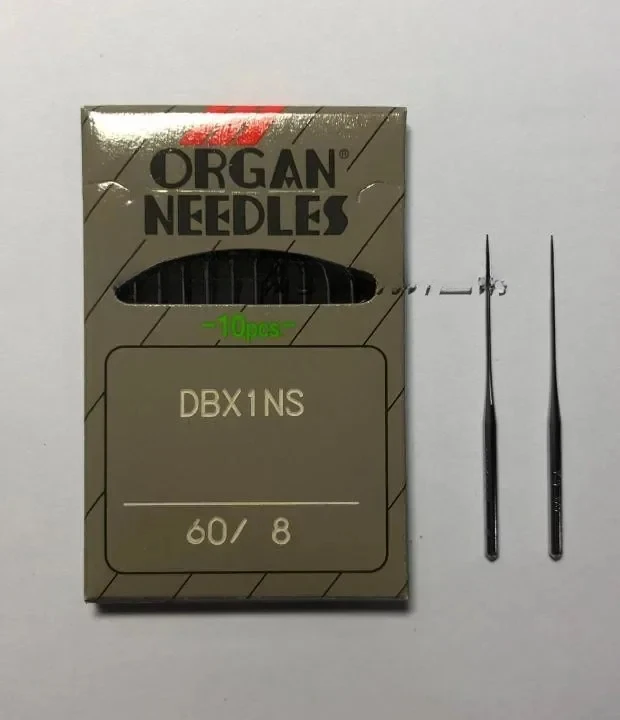 ORGAN®
NEEDLES
-10pcs-
DBX1NS
60/ 8